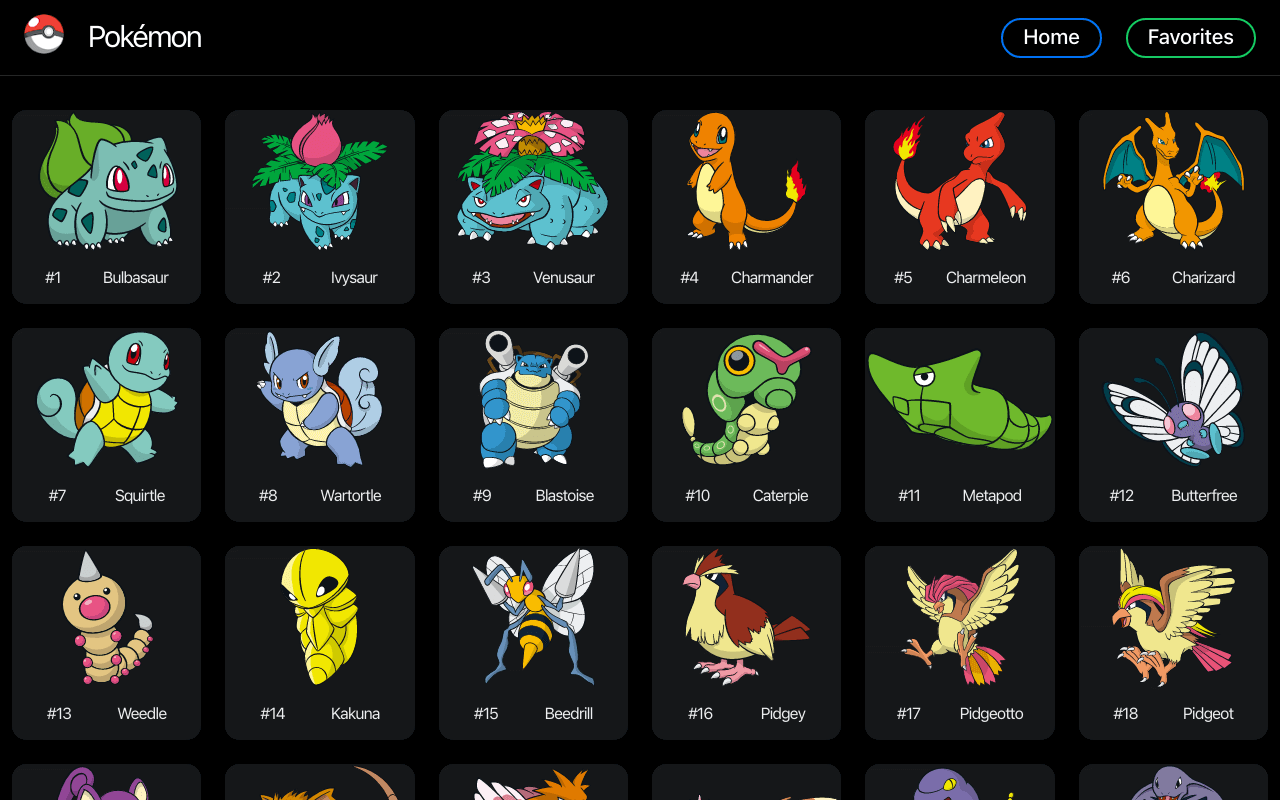 Pokémon Home Favorites
#1 Bulbasaur #2 Ivysaur #3 Venusaur #4 Charmander #5 Charmeleon #6 Charizard
#7 Squirtle #8 Wartortle #9 Blastoise #10 Caterpie #11 Metapod #12 Butterfree
#13 Weedle #14 Kakuna #15 Beedrill #16 Pidgey #17 Pidgeotto #18 Pidgeot